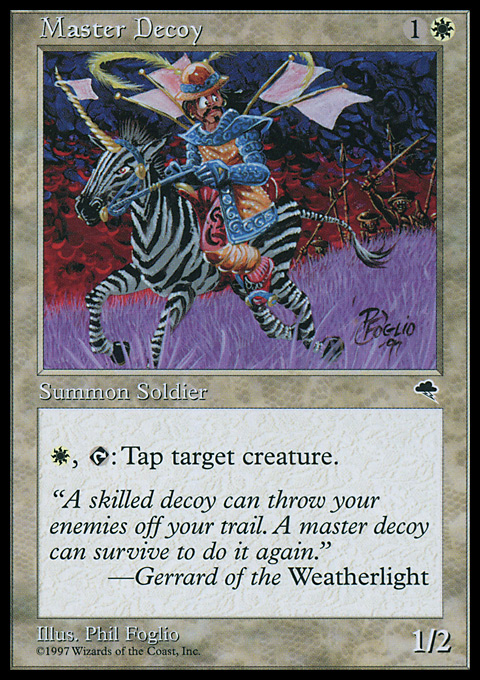 Master Decoy 1
P. FOGLIO
-97
Summon Soldier
, : Tap target creature.
“A skilled decoy can throw your
enemies off your trail. A master decoy
can survive to do it again.”
—Gerrard of the Weatherlight
Illus. Phil Foglio
©1997 Wizards of the Coast, Inc.
1/2